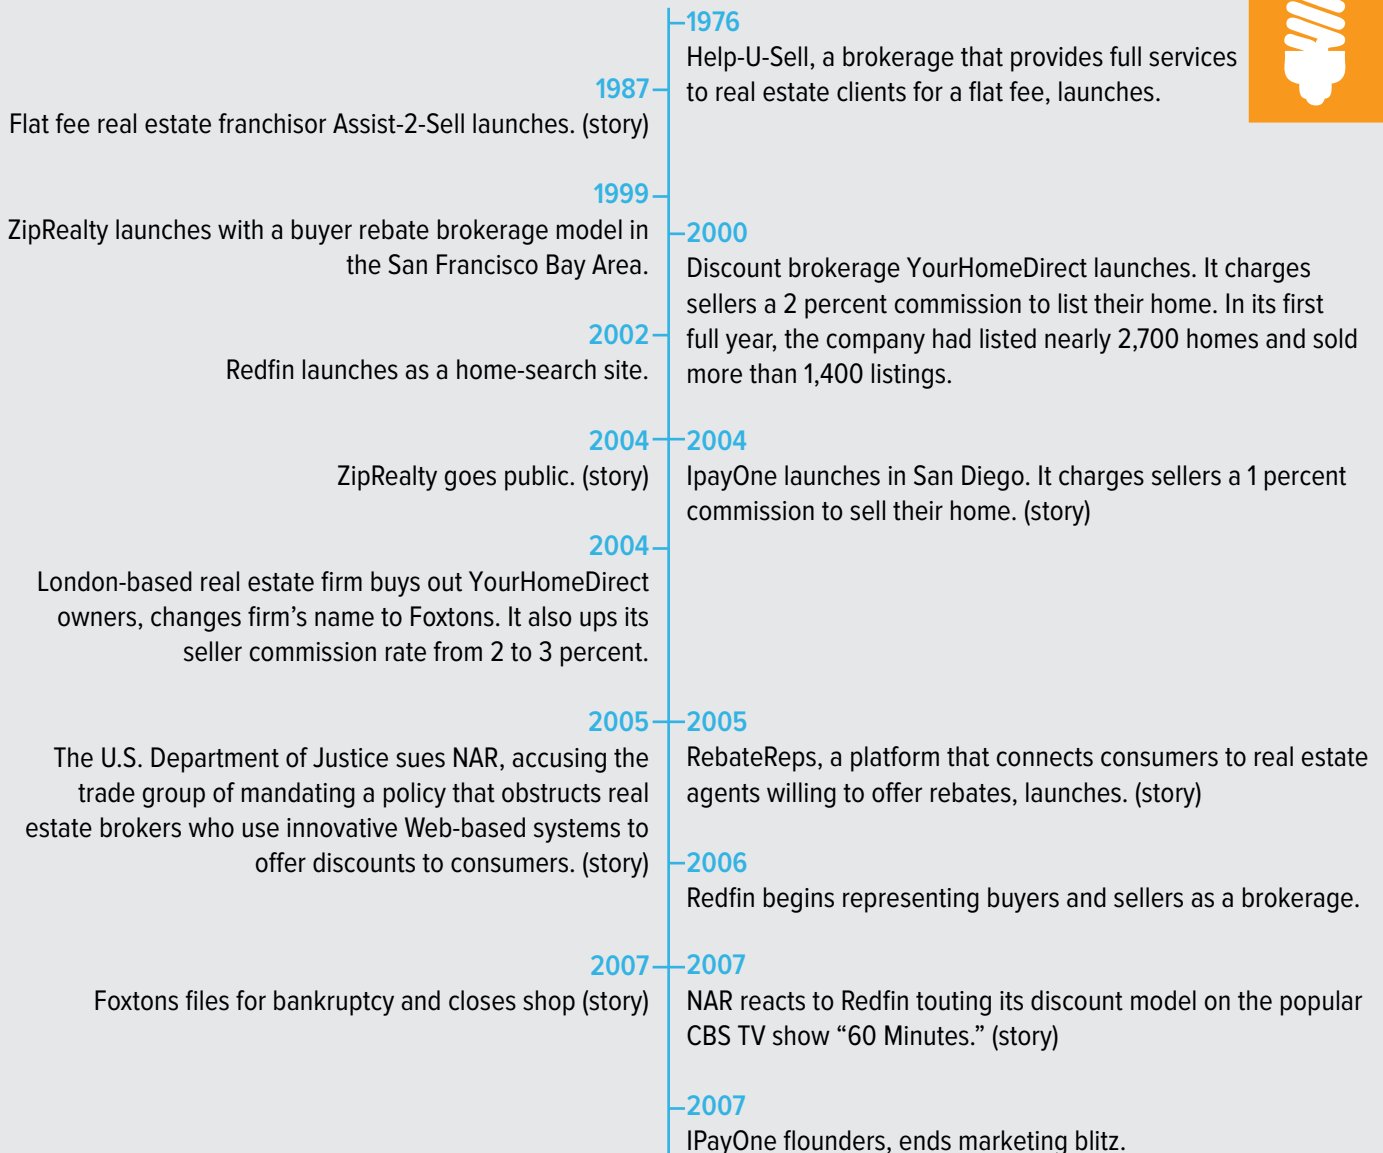 1976
Help-U-Sell, a brokerage that provides full services
to real estate clients for a flat fee, launches.
1987
Flat fee real estate franchisor Assist-2-Sell launches. (story)
1999
ZipRealty launches with a buyer rebate brokerage model in
the San Francisco Bay Area.
2000
Discount brokerage YourHomeDirect launches. It charges
sellers a 2 percent commission to list their home. In its first
full year, the company had listed nearly 2,700 homes and sold
more than 1,400 listings.
2002
Redfin launches as a home-search site.
2004
ZipRealty goes public. (story)
2004
IpayOne launches in San Diego. It charges sellers a 1 percent
commission to sell their home. (story)
2004
London-based real estate firm buys out YourHomeDirect
owners, changes firm’s name to Foxtons. It also ups its
seller commission rate from 2 to 3 percent.
2005
The U.S. Department of Justice sues NAR, accusing the
trade group of mandating a policy that obstructs real
estate brokers who use innovative Web-based systems to
offer discounts to consumers. (story)
2005
RebateReps, a platform that connects consumers to real estate
agents willing to offer rebates, launches. (story)
2006
Redfin begins representing buyers and sellers as a brokerage.
2007
Foxtons files for bankruptcy and closes shop (story)
2007
NAR reacts to Redfin touting its discount model on the popular
CBS TV show “60 Minutes.” (story)
2007
IPayOne flounders, ends marketing blitz.